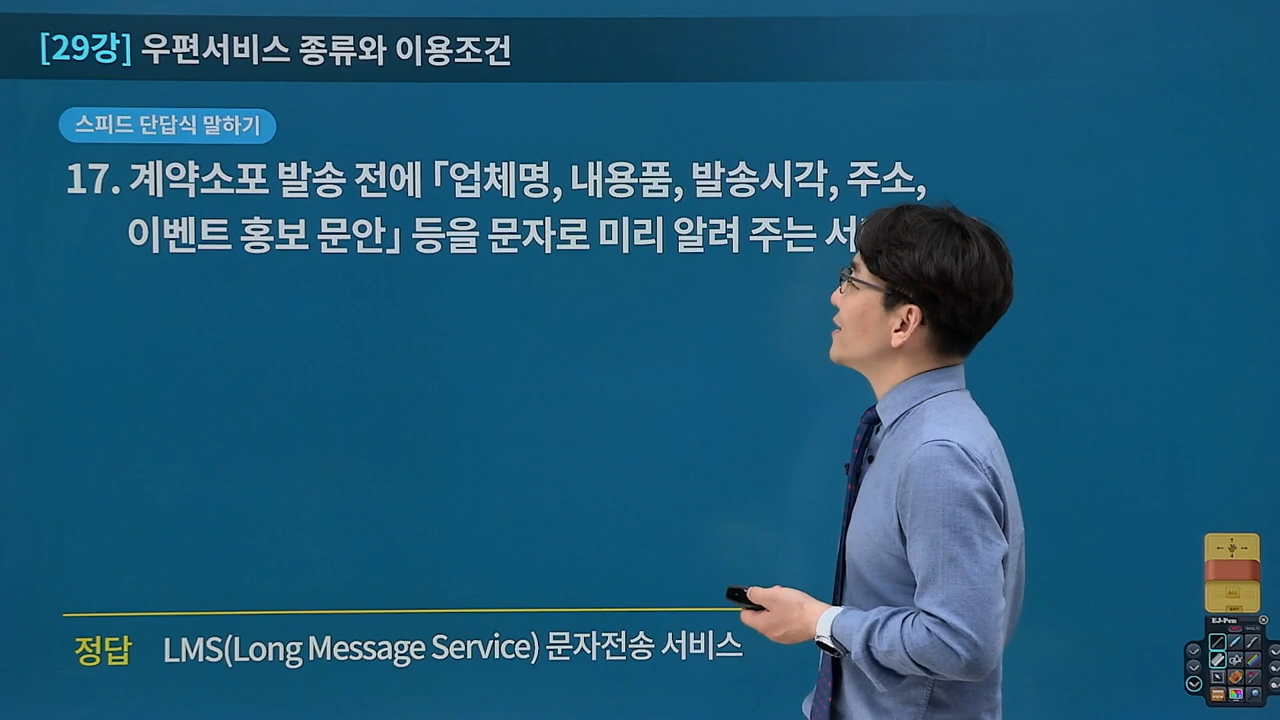 [29강] 우편서비스 종류와 이용조건
스피드 단답식 말하기
17. 계약소포 발송 전에 「업체명, 내용품, 발송시각, 주소,
이벤트 홍보 문안」 등을 문자로 미리 알려 주는
정답 LMS(Long Message Service) 문자전송 서비스
ALL
EJ-Pen